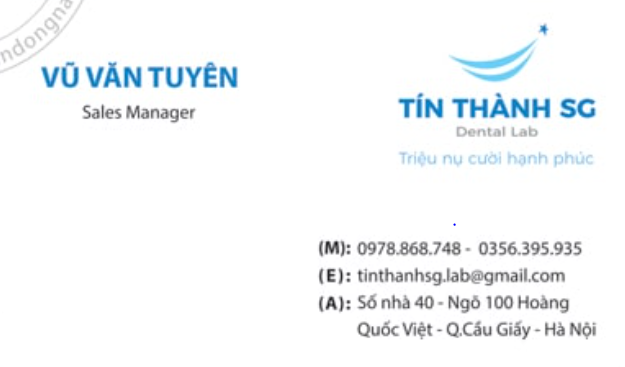 VŨ VĂN TUYÊN
Sales Manager
TÍN THÀNH SG
Dental Lab
Triệu nụ cười hạnh phúc
(M): 0978.868.748 - 0356.395.935
(E): tinthanhsg.lab@gmail.com
(A): Số nhà 40 - Ngõ 100 Hoàng
Quốc Việt - Q.Cầu Giấy - Hà Nội